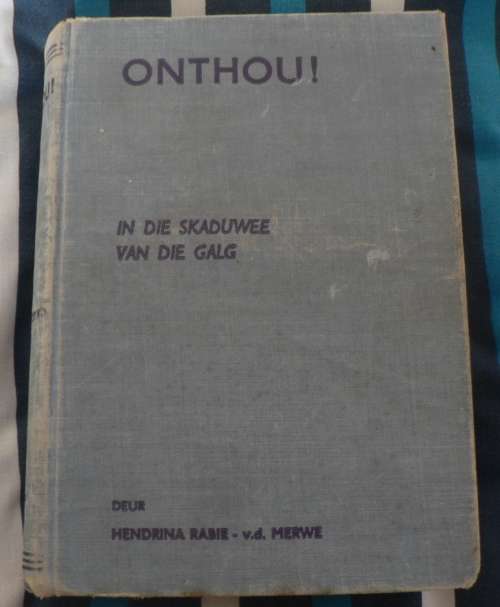 ONTHOU!
IN DIE SKADUWEE
VAN DIE GALG
DEUR
HENDRINA RABIE - v.d. MERWE